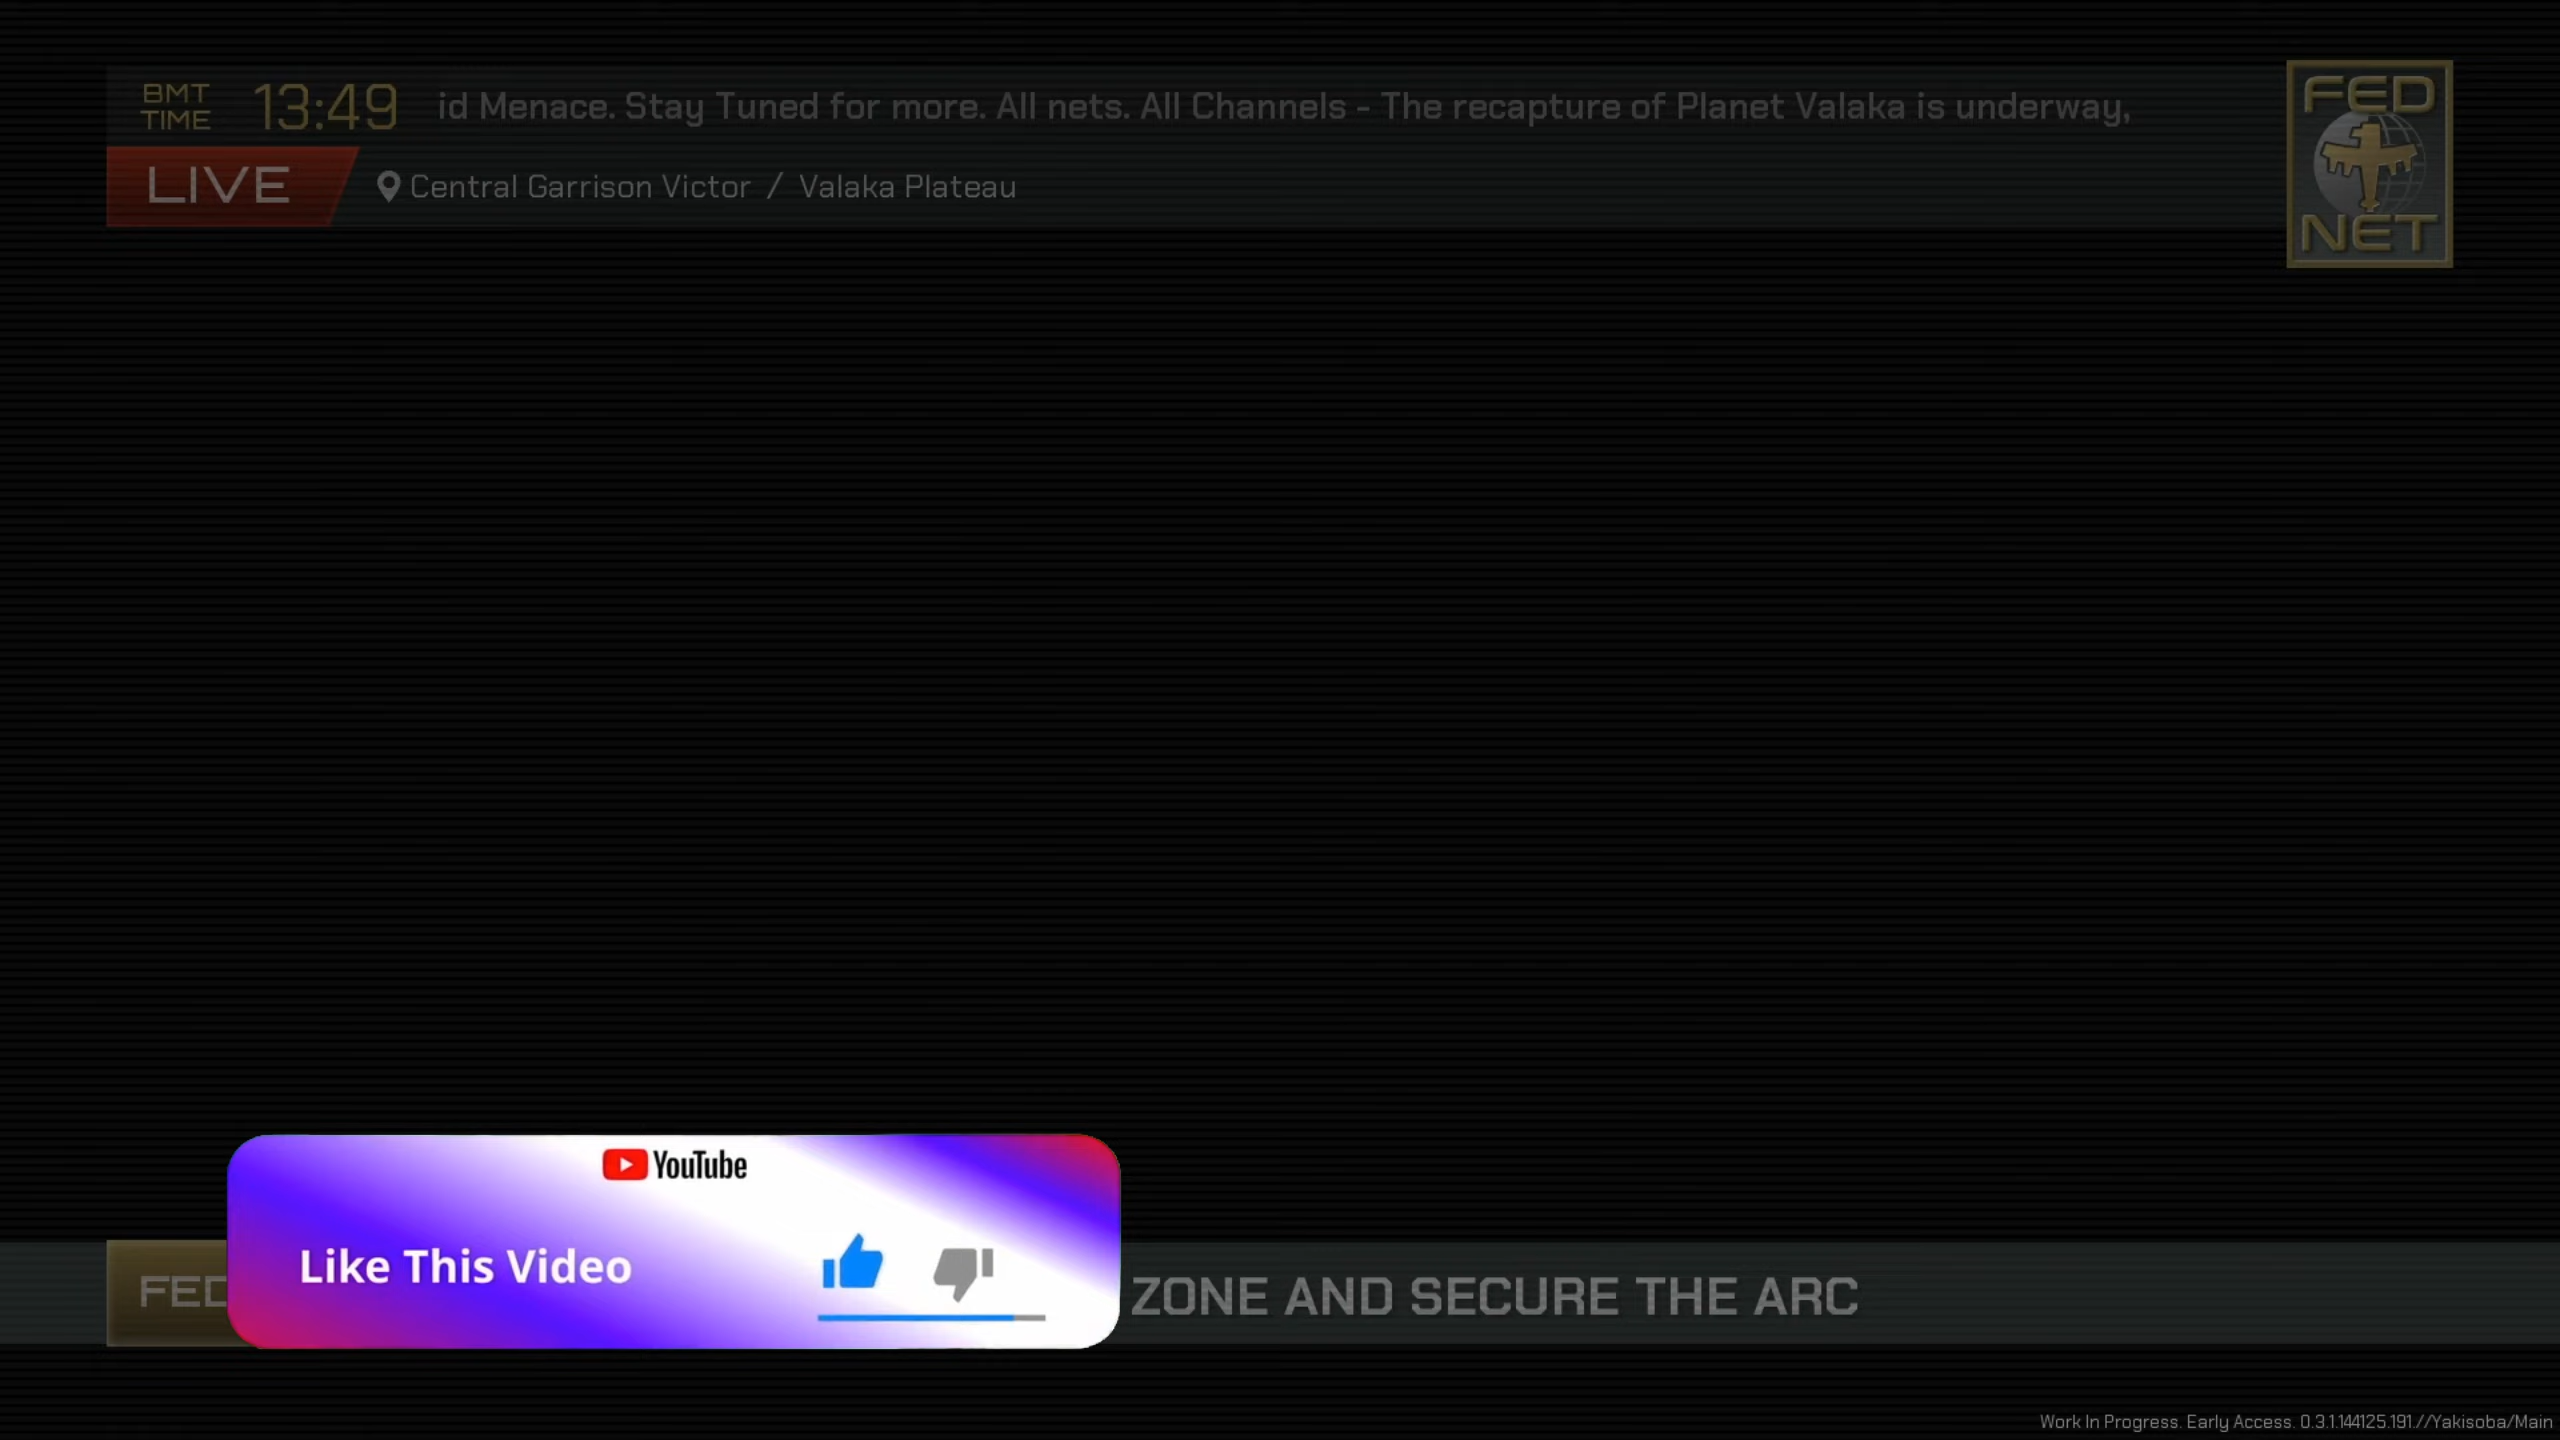 BMT TIME 13:49 id Menace. Stay Tuned for more. All nets. All Channels - The recapture of Planet Valaka is underway,
LIVE Central Garrison Victor / Valaka Plateau
FED NET
YouTube
Like This Video
FED ZONE AND SECURE THE ARC
Work In Progress. Early Access. 0.3.1.144125.191.//Yakisoba/Main